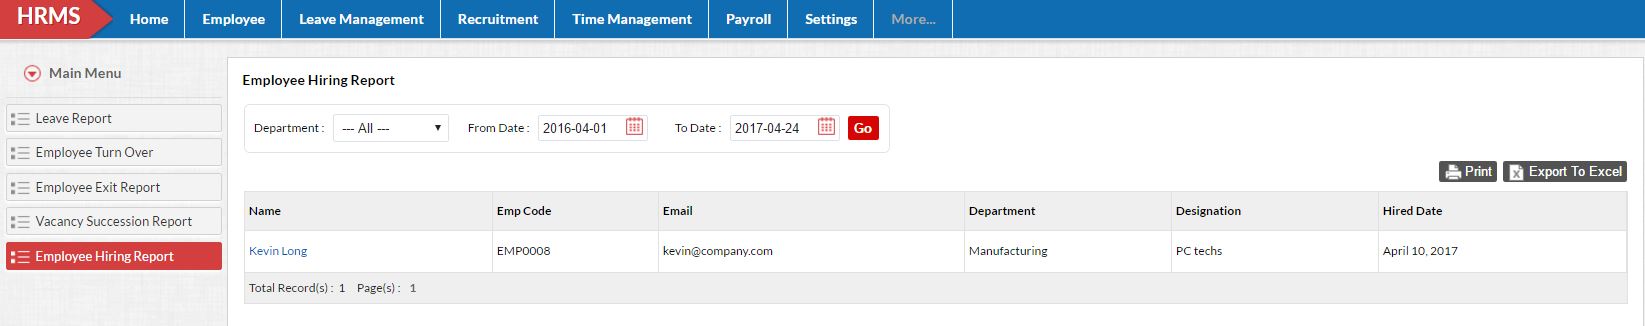 HRMS Home Employee Leave Management Recruitment Time Management Payroll Settings More...
Main Menu
Leave Report
Employee Turn Over
Employee Exit Report
Vacancy Succession Report
Employee Hiring Report
Employee Hiring Report
Department : --- All --- From Date : 2016-04-01 To Date : 2017-04-24 Go
Print Export To Excel
Name Emp Code Email Department Designation Hired Date
Kevin Long EMP0008 kevin@company.com Manufacturing PC techs April 10, 2017
Total Record(s) : 1 Page(s) : 1